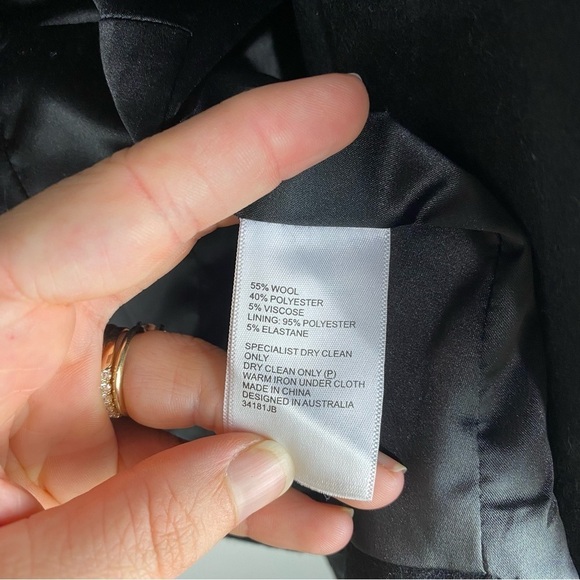 55% WOOL
40% POLYESTER
5% VISCOSE
LINING: 95% POLYESTER
5% ELASTANE
SPECIALIST DRY CLEAN
ONLY
DRY CLEAN ONLY (P)
WARM IRON UNDER CLOTH
MADE IN CHINA
DESIGNED IN AUSTRALIA
34181JB